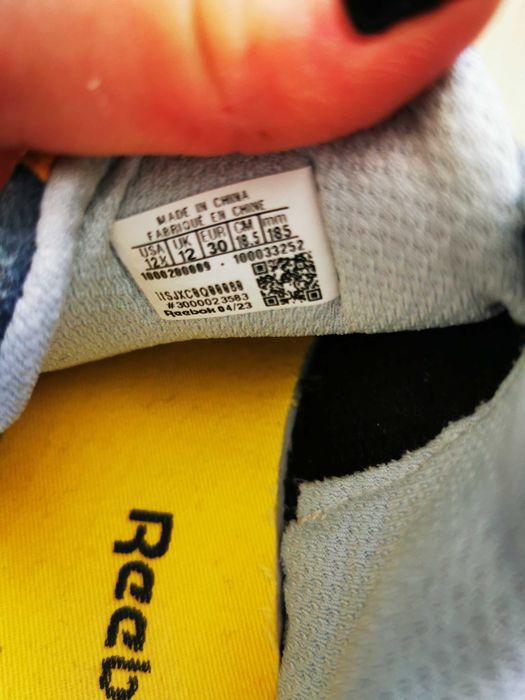 MADE IN CHINA
FABRIQUÉ EN CHINE
USA UK EUR CM mm
12½ 12 30 18.5 185
1000200009 - 100033252
#3000023583
Reebok 04/23
Reeb